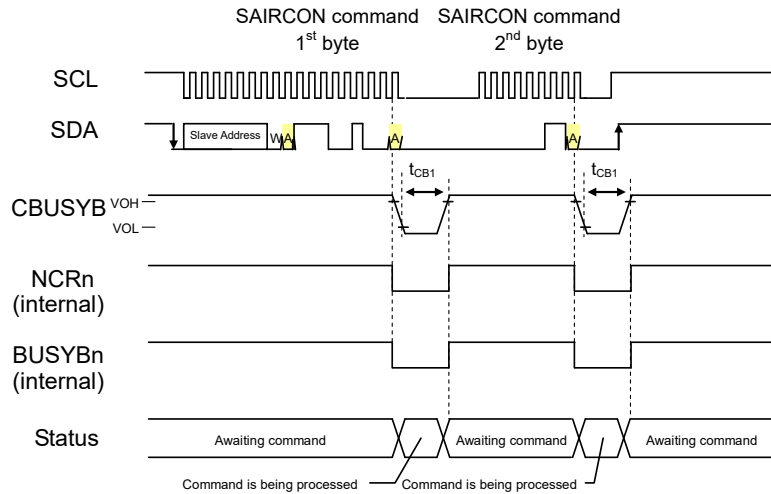 SAIRCON command
1st byte
SAIRCON command
2nd byte
SCL
SDA
Slave Address
W
A
A
A
tCB1
tCB1
CBUSYB
VOH
VOL
NCRn
(internal)
BUSYBn
(internal)
Status
Awaiting command
Awaiting command
Awaiting command
Command is being processed
Command is being processed